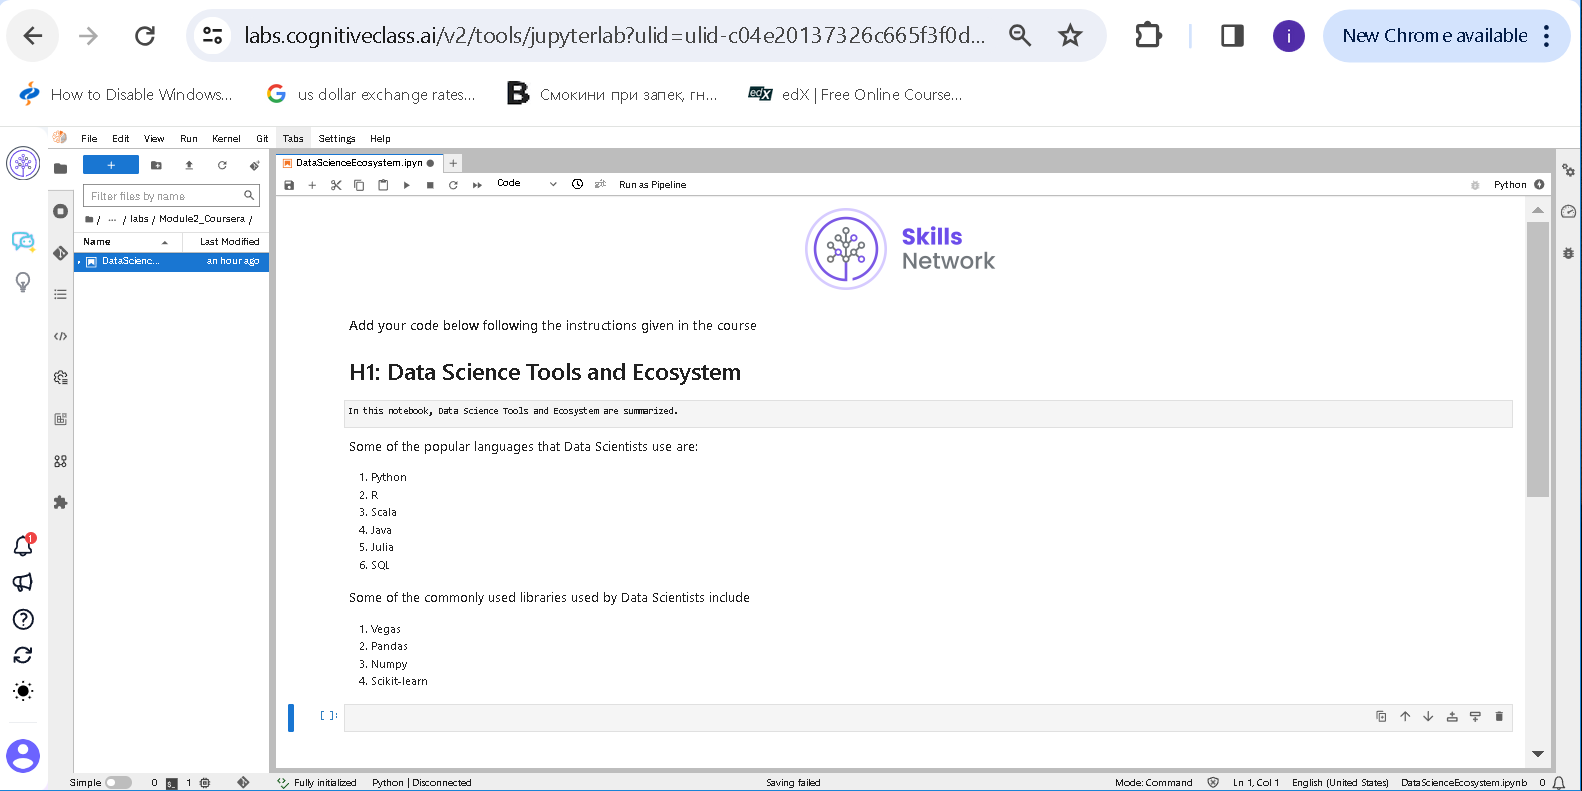 labs.cognitiveclass.ai/v2/tools/jupyterlab?ulid=ulid-c04e20137326c665f3f0d...
i
New Chrome available
How to Disable Windows...
us dollar exchange rates...
Смокини при запек, гн...
edX | Free Online Course...
File Edit View Run Kernel Git Tabs Settings Help
DataScienceEcosystem.ipyn
Code
Run as Pipeline
Python
Filter files by name
/ ... / labs / Module2_Coursera /
Name Last Modified
DataScienc... an hour ago
Skills
Network
Add your code below following the instructions given in the course
H1: Data Science Tools and Ecosystem
In this notebook, Data Science Tools and Ecosystem are summarized.
Some of the popular languages that Data Scientists use are:
1. Python
2. R
3. Scala
4. Java
5. Julia
6. SQL
Some of the commonly used libraries used by Data Scientists include
1. Vegas
2. Pandas
3. Numpy
4. Scikit-learn
[ ]:
1
Simple 0 1 Fully initialized Python | Disconnected Saving failed Mode: Command Ln 1, Col 1 English (United States) DataScienceEcosystem.ipynb 0